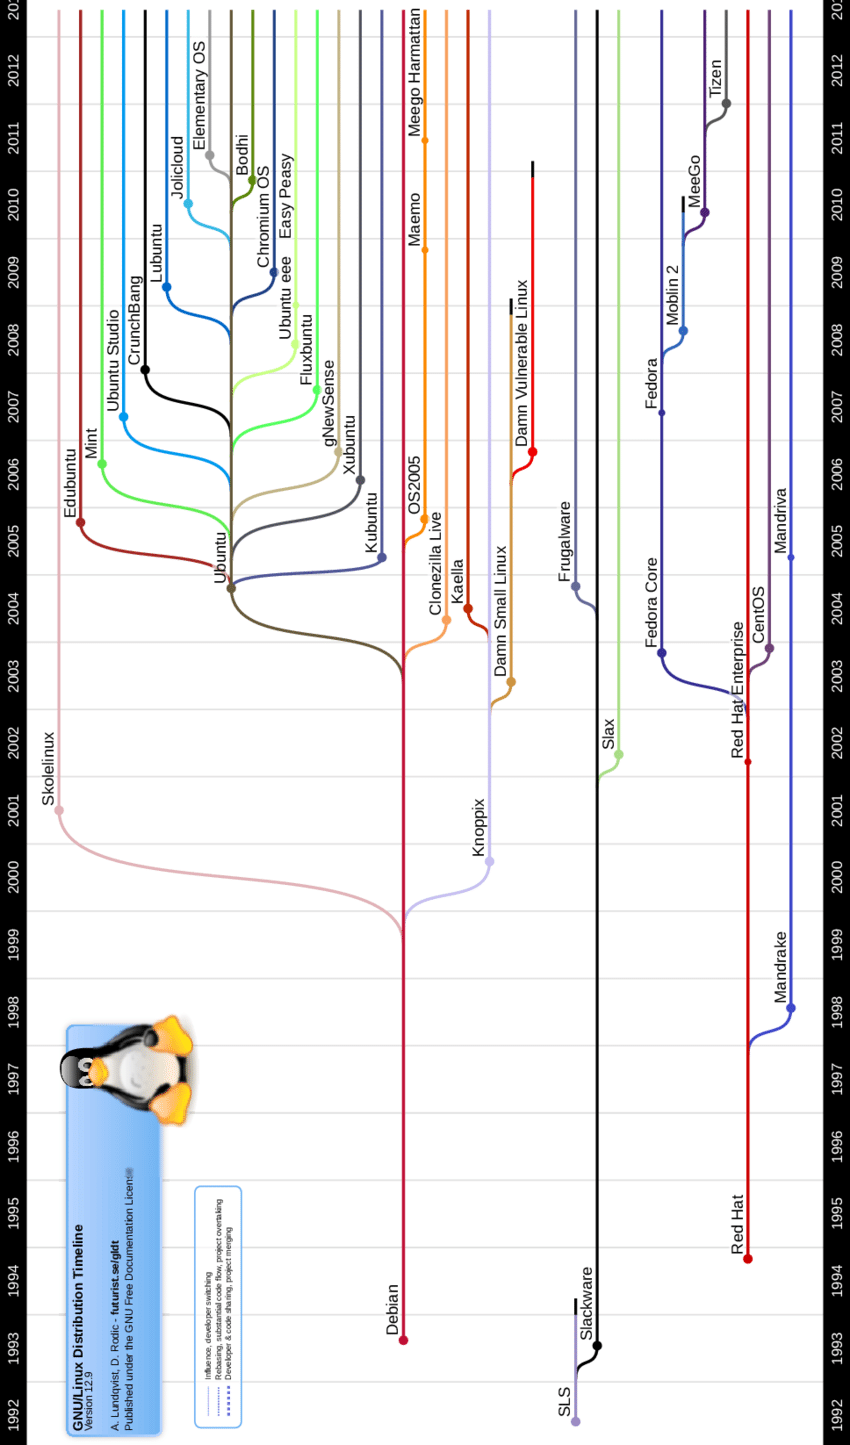 GNU/Linux Distribution Timeline
Version 12.9
A. Lundqvist, D. Rodic - futurist.se/gldt
Published under the GNU Free Documentation License
Influence, developer switching
Rebasing, substantial code flow, project overtaking
Developer & code sharing, project merging
1992
1993
1994
1995
1996
1997
1998
1999
2000
2001
2002
2003
2004
2005
2006
2007
2008
2009
2010
2011
2012
Skolelinux
Edubuntu
Mint
Ubuntu Studio
CrunchBang
Lubuntu
Jolicloud
Elementary OS
Ubuntu
Bodhi
Chromium OS
Ubuntu eee
Easy Peasy
Fluxbuntu
gNewSense
Xubuntu
Kubuntu
Debian
OS2005
Maemo
Meego Harmattan
Clonezilla Live
Kaella
Knoppix
Damn Small Linux
Damn Vulnerable Linux
SLS
Frugalware
Slackware
Slax
Fedora Core
Fedora
Moblin 2
MeeGo
Tizen
Red Hat
Red Hat Enterprise
CentOS
Mandrake
Mandriva
1992
1993
1994
1995
1996
1997
1998
1999
2000
2001
2002
2003
2004
2005
2006
2007
2008
2009
2010
2011
2012